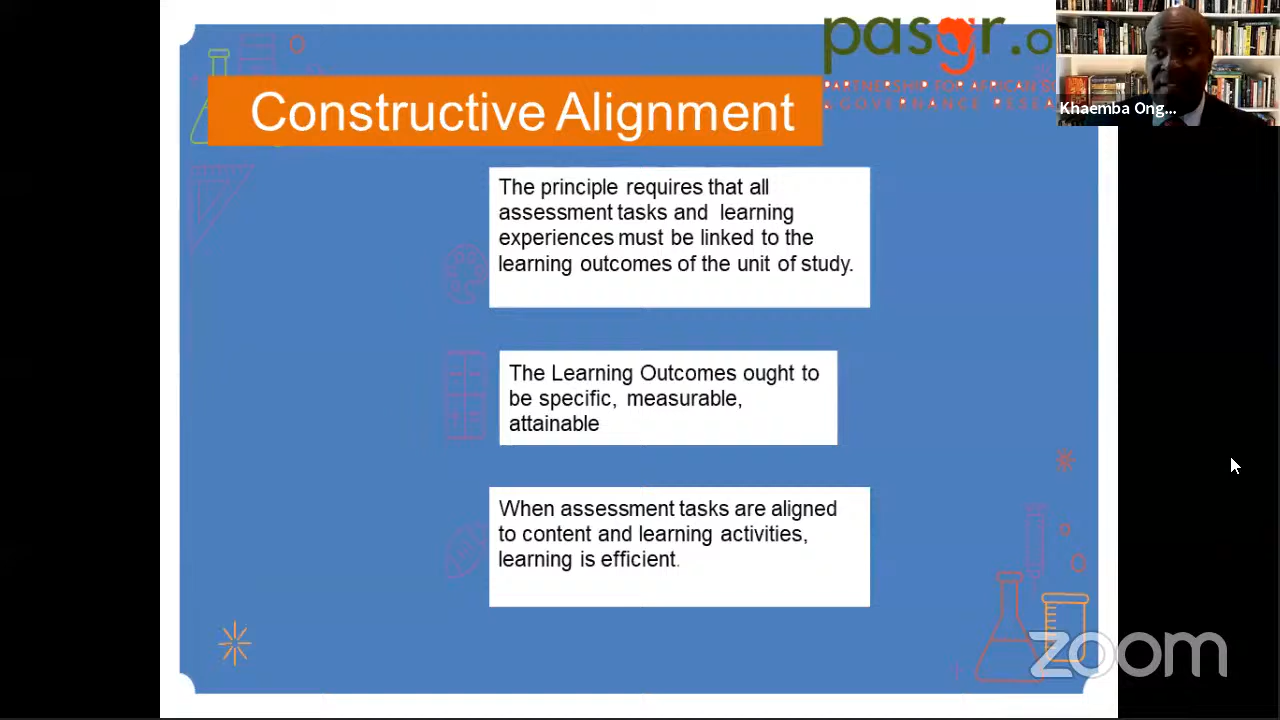 pasgr.o
PARTNERSHIP FOR AFRICAN S
& GOVERNANCE RESEA
Khaemba Ong...
Constructive Alignment
The principle requires that all
assessment tasks and learning
experiences must be linked to the
learning outcomes of the unit of study.
The Learning Outcomes ought to
be specific, measurable,
attainable
When assessment tasks are aligned
to content and learning activities,
learning is efficient.
zoom